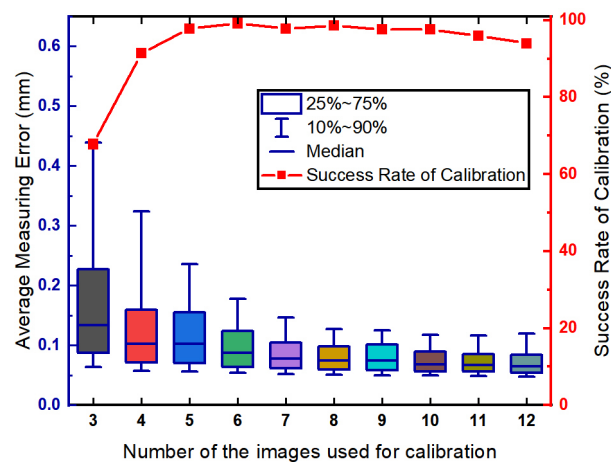 0.6
0.5
0.4
0.3
0.2
0.1
0.0
Average Measuring Error (mm)
25%~75%
10%~90%
Median
Success Rate of Calibration
100
80
60
40
20
0
Success Rate of Calibration (%)
3 4 5 6 7 8 9 10 11 12
Number of the images used for calibration